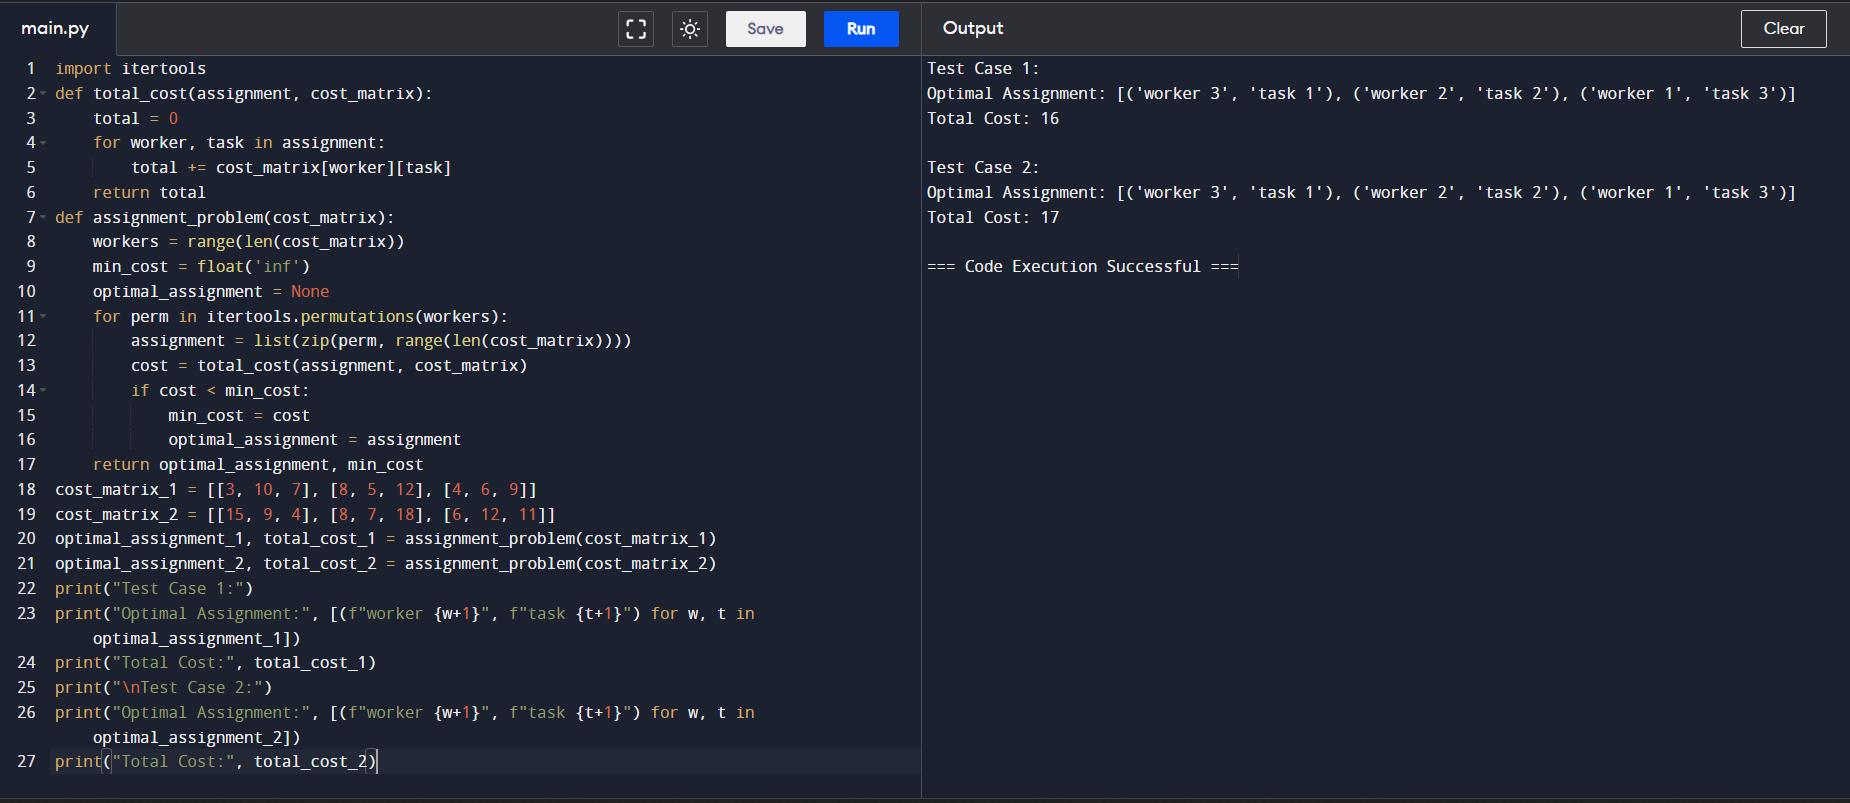 main.py
Save
Run
Output
Clear
1 import itertools
2 def total_cost(assignment, cost_matrix):
3     total = 0
4     for worker, task in assignment:
5         total += cost_matrix[worker][task]
6     return total
7 def assignment_problem(cost_matrix):
8     workers = range(len(cost_matrix))
9     min_cost = float('inf')
10     optimal_assignment = None
11     for perm in itertools.permutations(workers):
12         assignment = list(zip(perm, range(len(cost_matrix))))
13         cost = total_cost(assignment, cost_matrix)
14         if cost < min_cost:
15             min_cost = cost
16             optimal_assignment = assignment
17     return optimal_assignment, min_cost
18 cost_matrix_1 = [[3, 10, 7], [8, 5, 12], [4, 6, 9]]
19 cost_matrix_2 = [[15, 9, 4], [8, 7, 18], [6, 12, 11]]
20 optimal_assignment_1, total_cost_1 = assignment_problem(cost_matrix_1)
21 optimal_assignment_2, total_cost_2 = assignment_problem(cost_matrix_2)
22 print("Test Case 1:")
23 print("Optimal Assignment:", [(f"worker {w+1}", f"task {t+1}") for w, t in
    optimal_assignment_1])
24 print("Total Cost:", total_cost_1)
25 print("\nTest Case 2:")
26 print("Optimal Assignment:", [(f"worker {w+1}", f"task {t+1}") for w, t in
    optimal_assignment_2])
27 print("Total Cost:", total_cost_2)
Test Case 1:
Optimal Assignment: [('worker 3', 'task 1'), ('worker 2', 'task 2'), ('worker 1', 'task 3')]
Total Cost: 16
Test Case 2:
Optimal Assignment: [('worker 3', 'task 1'), ('worker 2', 'task 2'), ('worker 1', 'task 3')]
Total Cost: 17
=== Code Execution Successful ===